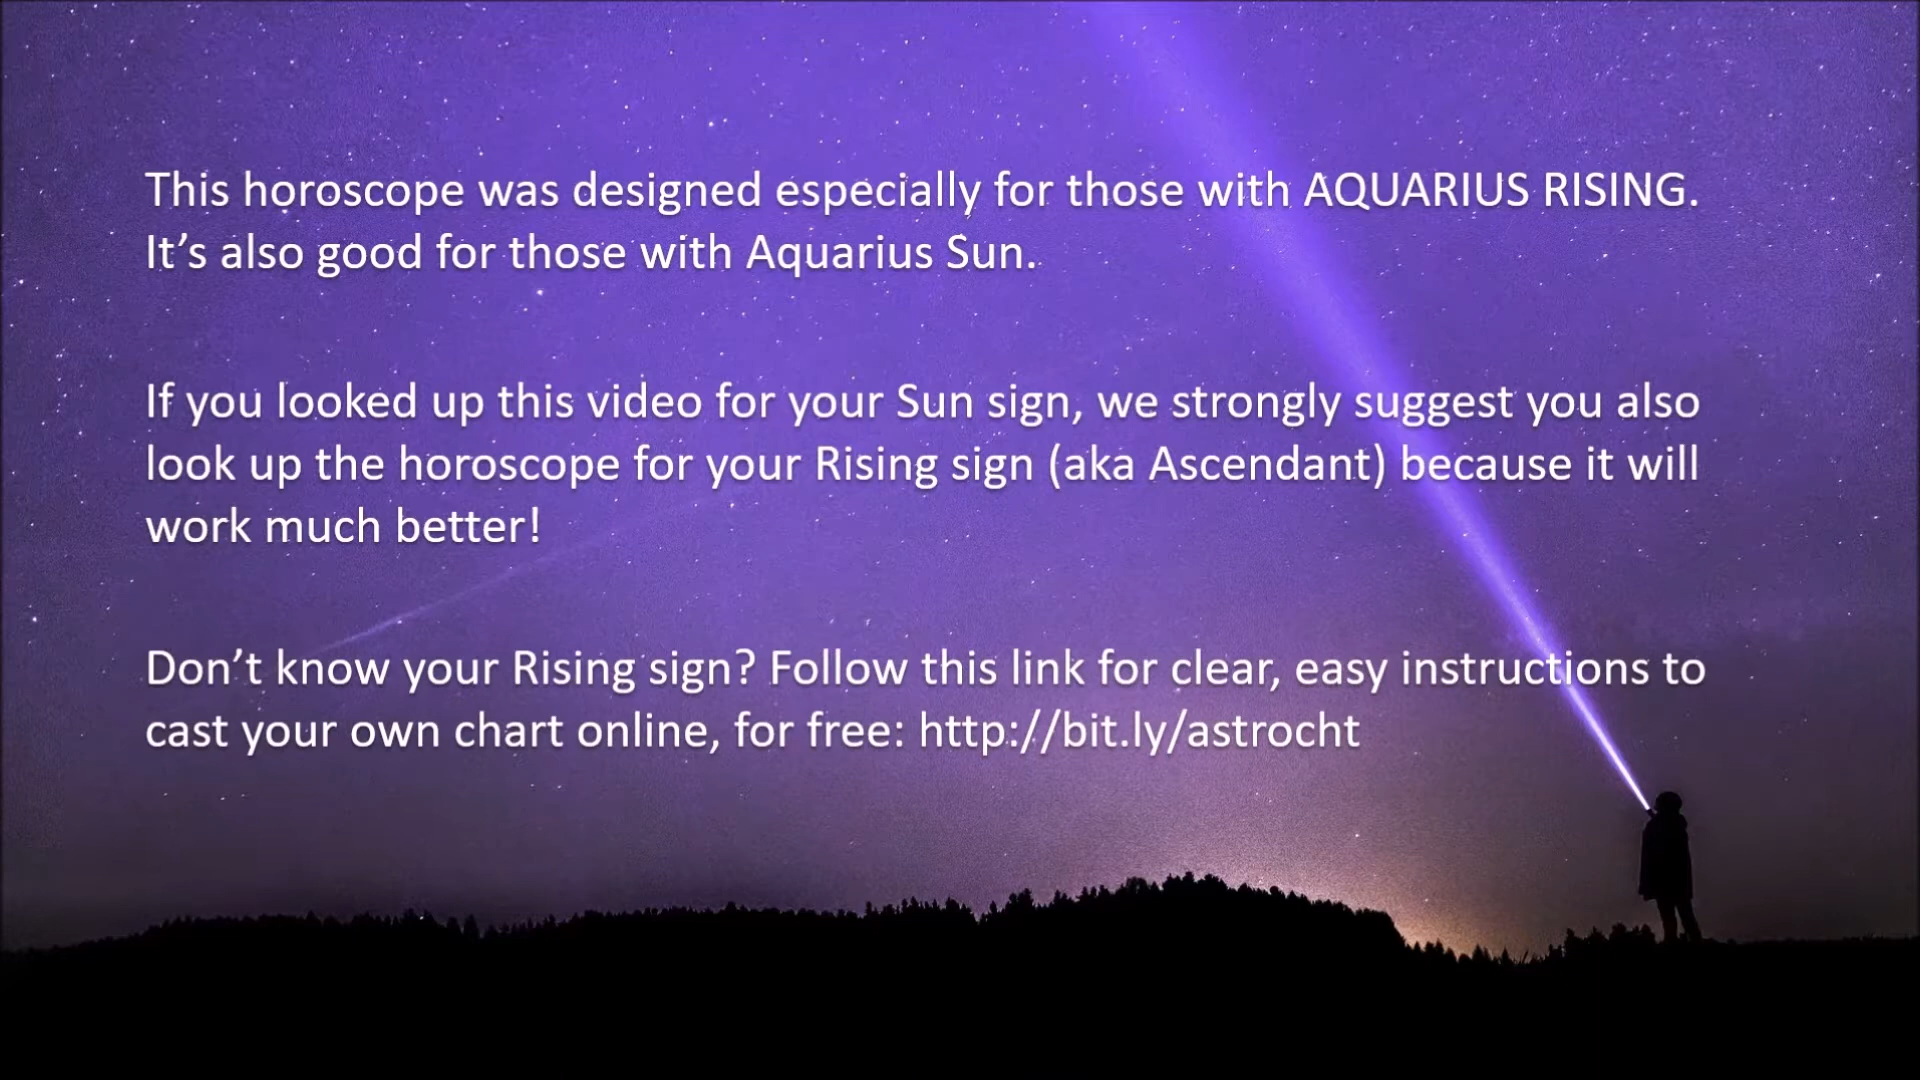 This horoscope was designed especially for those with AQUARIUS RISING.
It’s also good for those with Aquarius Sun.
If you looked up this video for your Sun sign, we strongly suggest you also
look up the horoscope for your Rising sign (aka Ascendant) because it will
work much better!
Don’t know your Rising sign? Follow this link for clear, easy instructions to
cast your own chart online, for free: http://bit.ly/astrocht